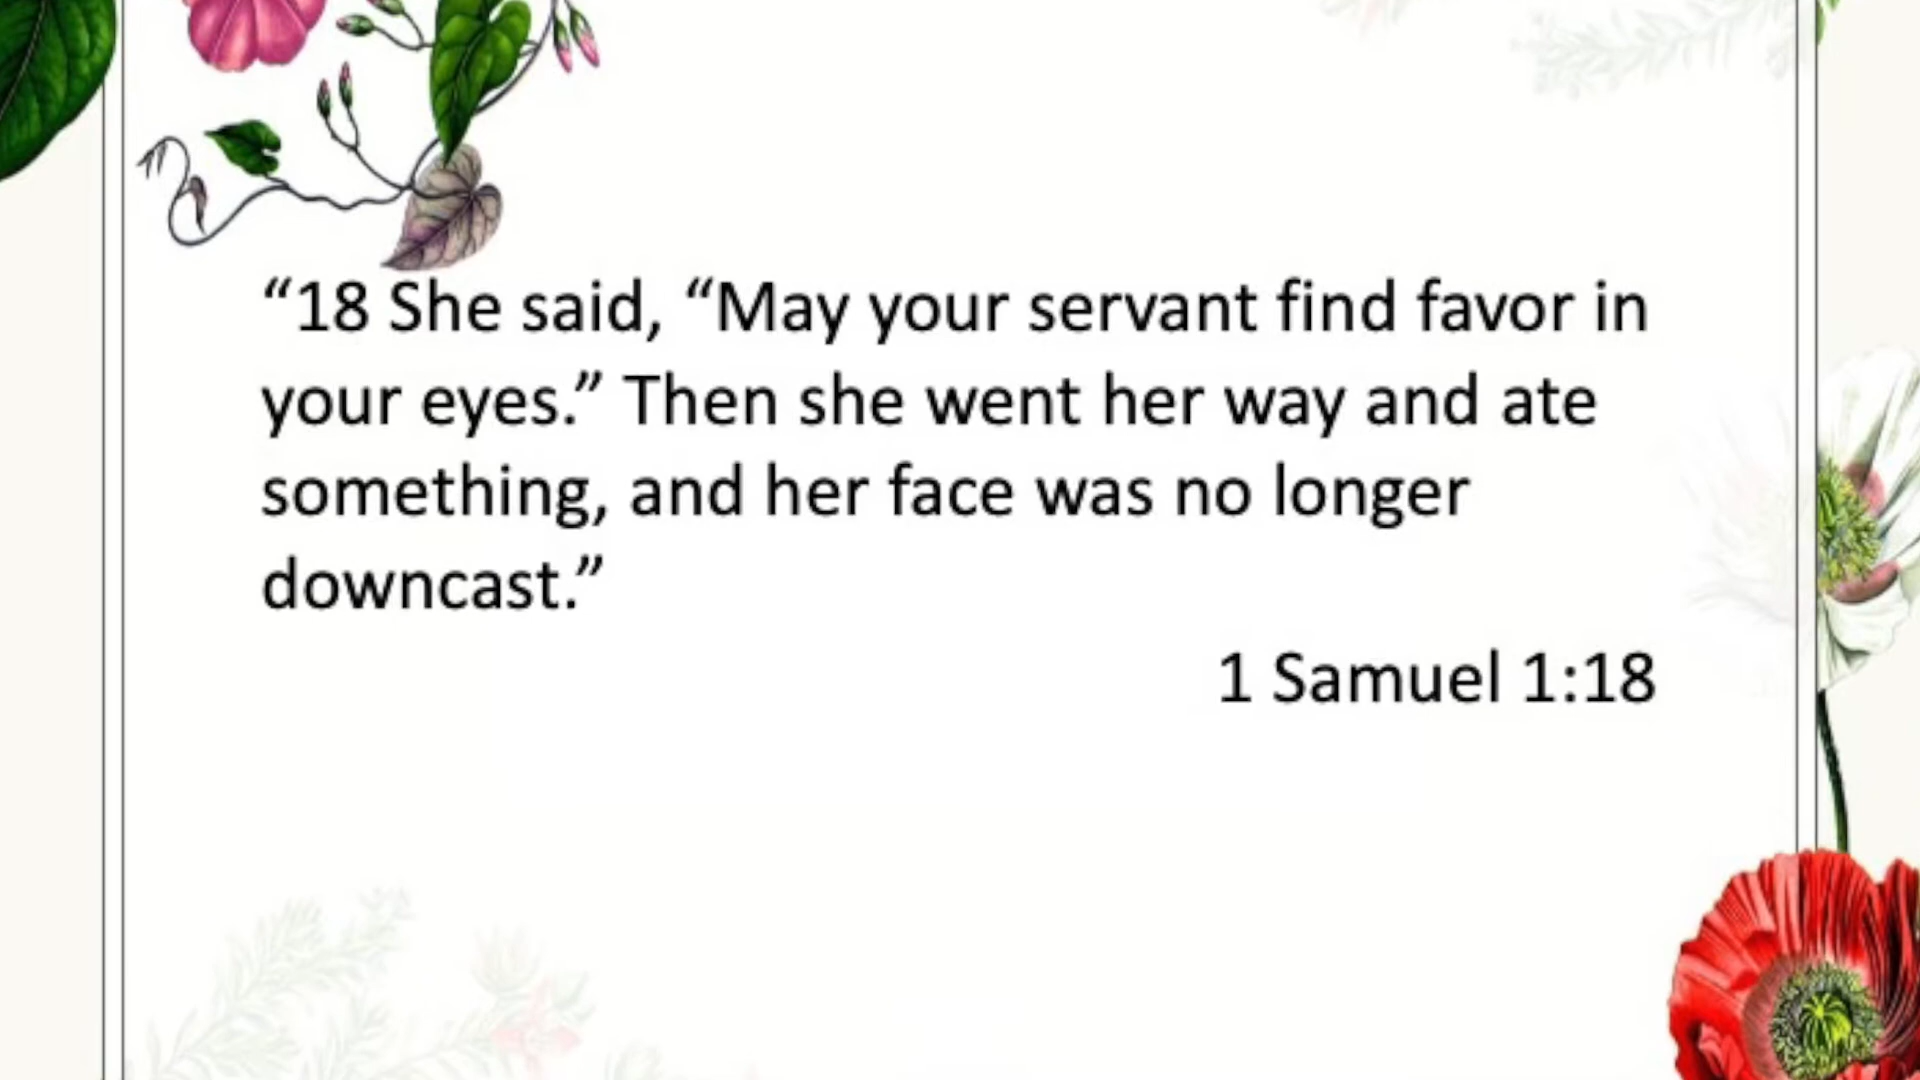 “18 She said, “May your servant find favor in
your eyes.” Then she went her way and ate
something, and her face was no longer
downcast.”
1 Samuel 1:18